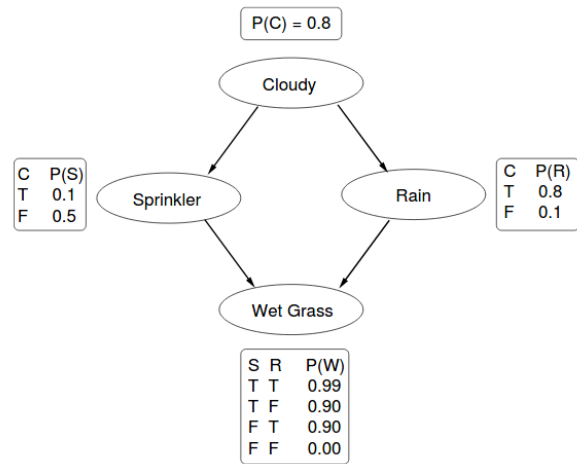 P(C) = 0.8
Cloudy
C P(S)
T 0.1
F 0.5
Sprinkler
Rain
C P(R)
T 0.8
F 0.1
Wet Grass
S R P(W)
T T 0.99
T F 0.90
F T 0.90
F F 0.00